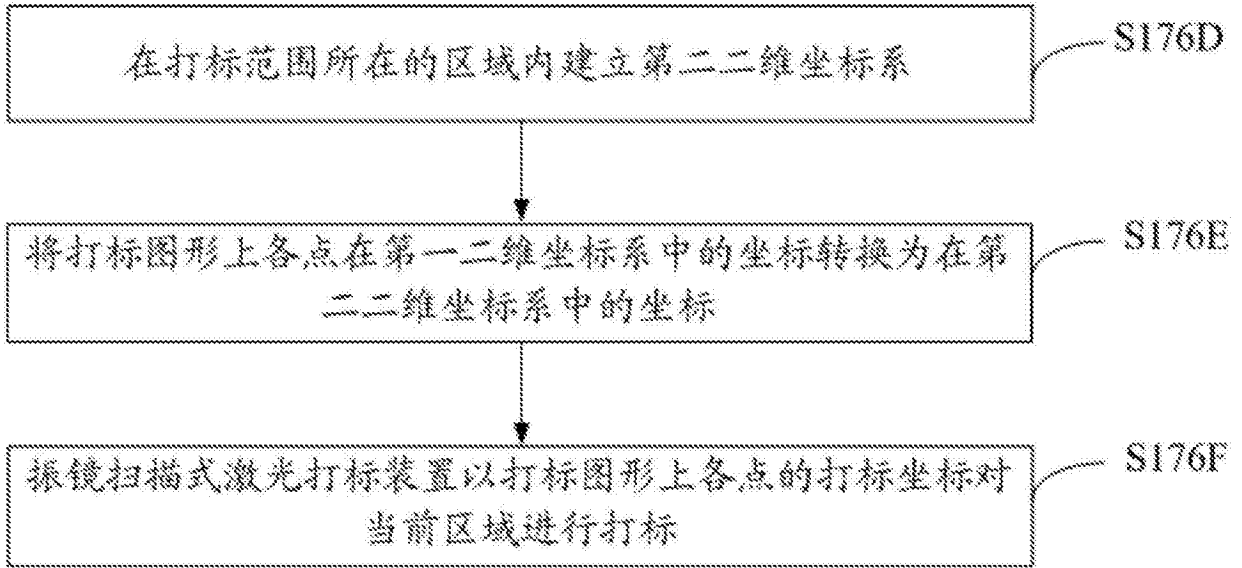 在打标范围所在的区域内建立第二二维坐标系
S176D
将打标图形上各点在第一二维坐标系中的坐标转换为在第
二二维坐标系中的坐标
S176E
振镜扫描式激光打标装置以打标图形上各点的打标坐标对
当前区域进行打标
S176F